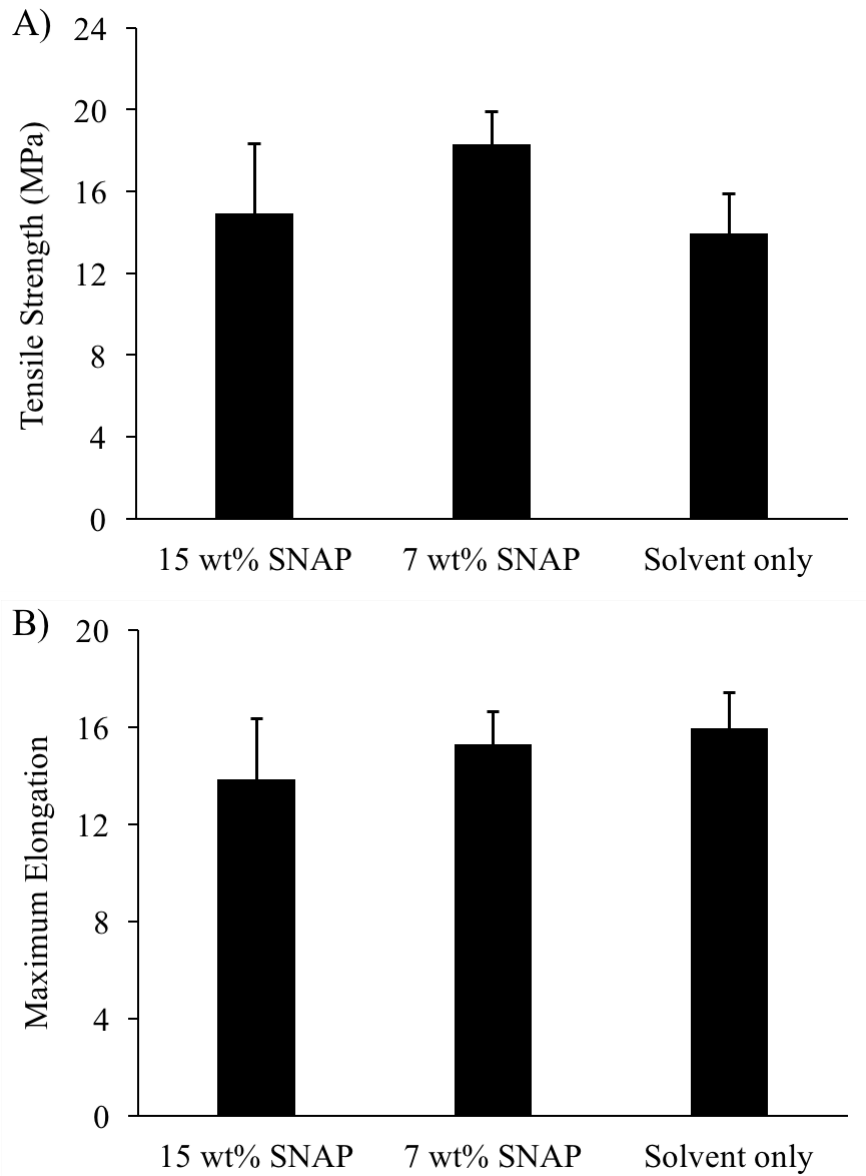 A)
Tensile Strength (MPa)
24
20
16
12
8
4
0
15 wt% SNAP
7 wt% SNAP
Solvent only
B)
Maximum Elongation
20
16
12
8
4
0
15 wt% SNAP
7 wt% SNAP
Solvent only